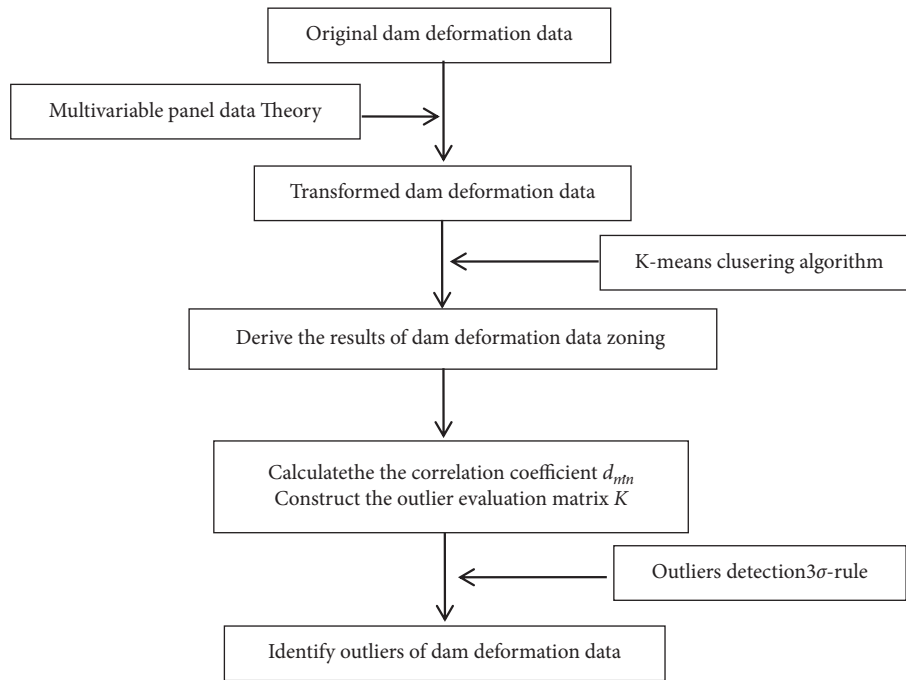 Original dam deformation data
Multivariable panel data Theory
Transformed dam deformation data
K-means clusering algorithm
Derive the results of dam deformation data zoning
Calculatethe the correlation coefficient dmn
Construct the outlier evaluation matrix K
Outliers detection3σ-rule
Identify outliers of dam deformation data